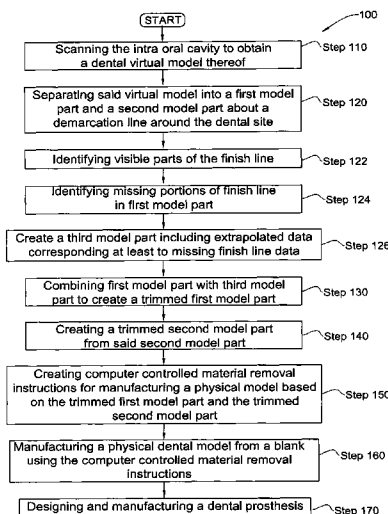 START
100
Scanning the intra oral cavity to obtain
a dental virtual model thereof
Step 110
Separating said virtual model into a first model
part and a second model part about a
demarcation line around the dental site
Step 120
Identifying visible parts of the finish line
Step 122
Identifying missing portions of finish line
in first model part
Step 124
Create a third model part including extrapolated data
corresponding at least to missing finish line data
Step 126
Combining first model part with third model
part to create a trimmed first model part
Step 130
Creating a trimmed second model part
from said second model part
Step 140
Creating computer controlled material removal
instructions for manufacturing a physical model based
on the trimmed first model part and the trimmed
second model part
Step 150
Manufacturing a physical dental model from a blank
using the computer controlled material removal
instructions
Step 160
Designing and manufacturing a dental prosthesis
Step 170